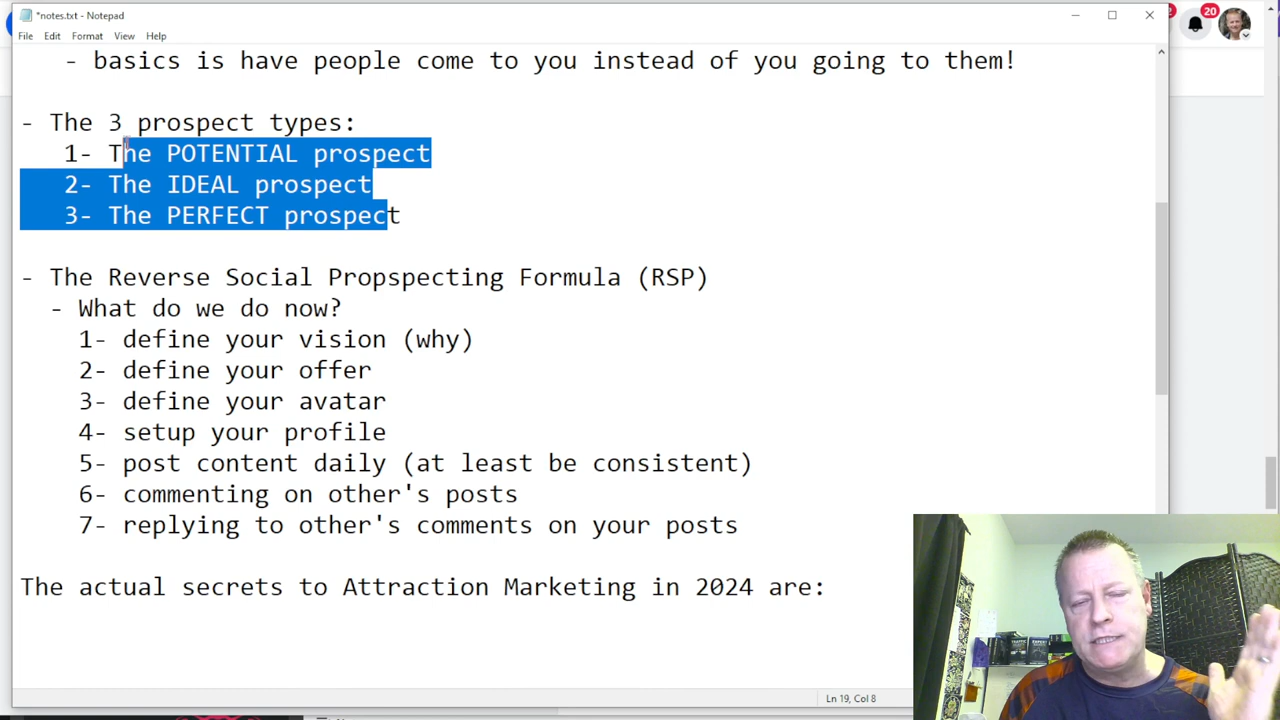 *notes.txt - Notepad
20
File Edit Format View Help
- basics is have people come to you instead of you going to them!
- The 3 prospect types:
1- The POTENTIAL prospect
2- The IDEAL prospect
3- The PERFECT prospect
- The Reverse Social Propspecting Formula (RSP)
- What do we do now?
1- define your vision (why)
2- define your offer
3- define your avatar
4- setup your profile
5- post content daily (at least be consistent)
6- commenting on other's posts
7- replying to other's comments on your posts
The actual secrets to Attraction Marketing in 2024 are:
Ln 19, Col 8